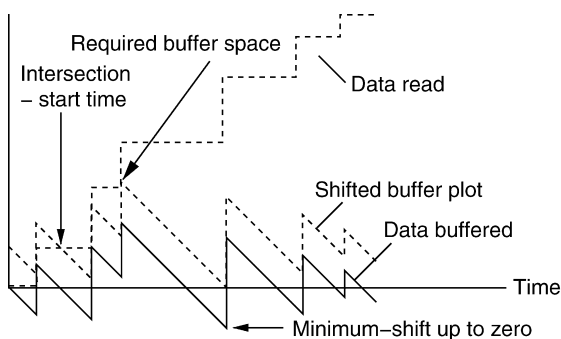 Required buffer space
Intersection
– start time
Data read
Shifted buffer plot
Data buffered
Time
Minimum–shift up to zero